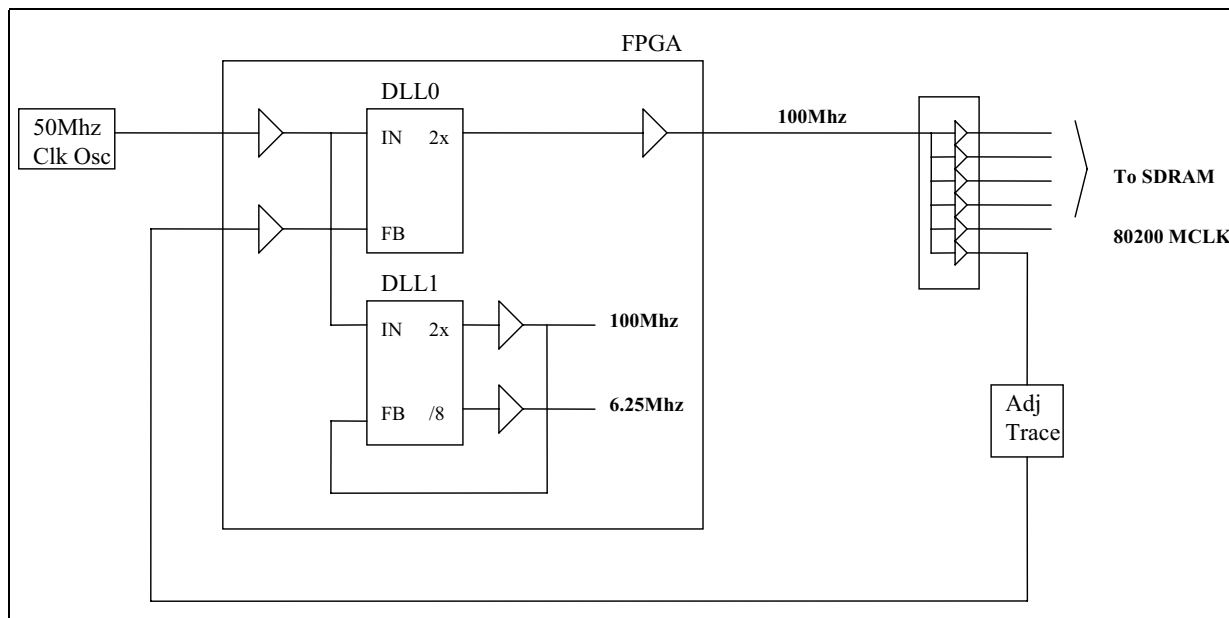 FPGA
DLL0
50Mhz
Clk Osc
IN 2x
FB
100Mhz
To SDRAM
80200 MCLK
DLL1
IN 2x
100Mhz
FB /8
6.25Mhz
Adj
Trace